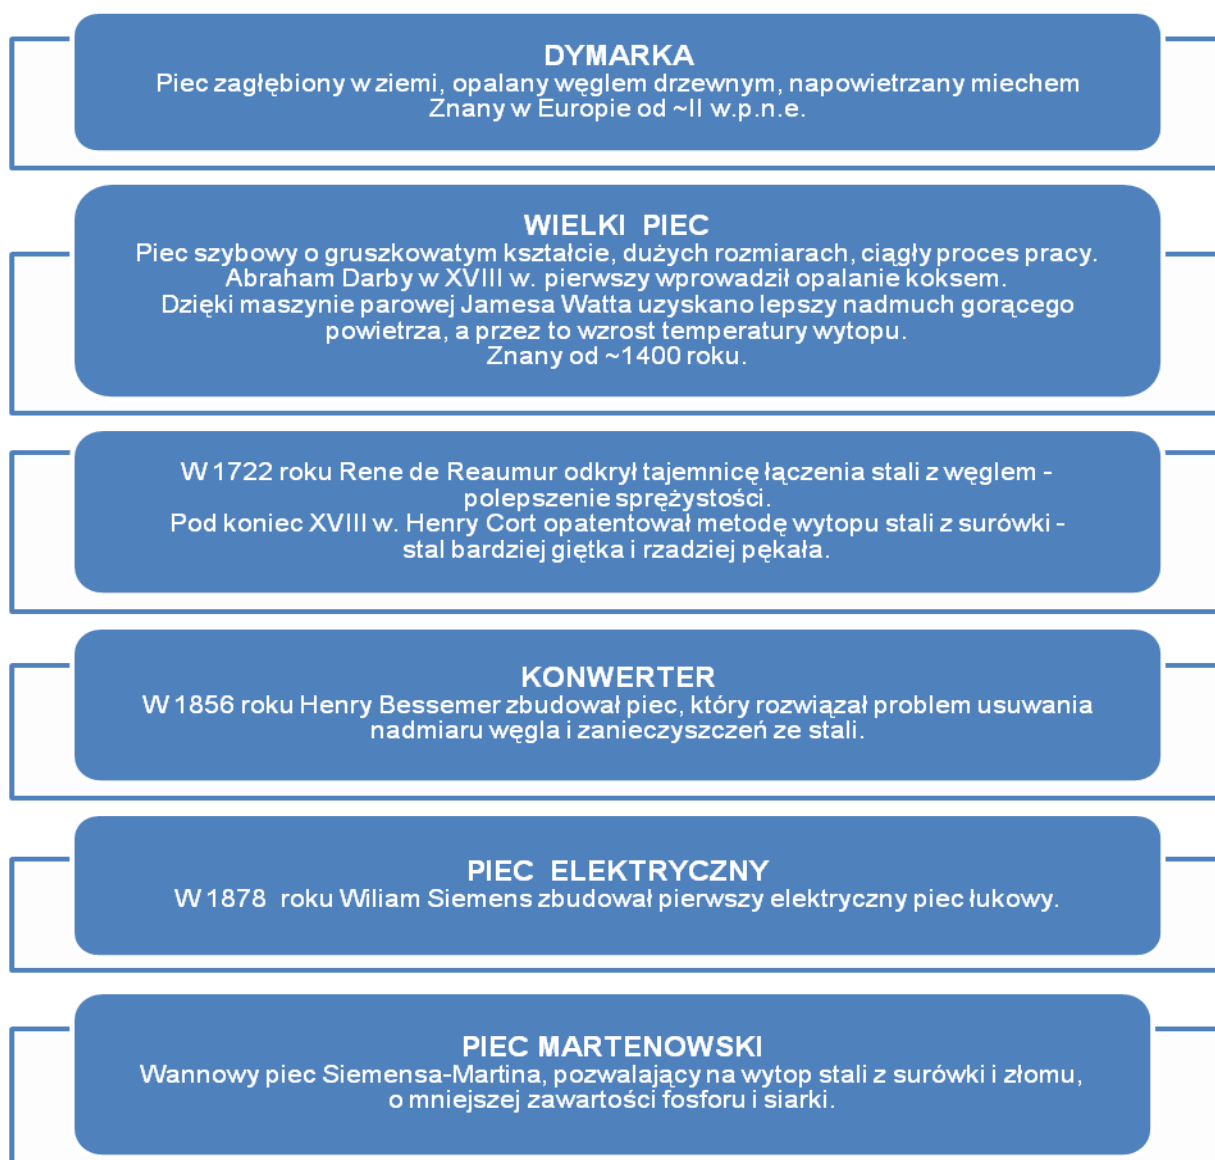 DYMARKA
Piec zagłębiony w ziemi, opalany węglem drzewnym, napowietrzany miechem
Znany w Europie od ~II w.p.n.e.
WIELKI PIEC
Piec szybowy o gruszkowatym kształcie, dużych rozmiarach, ciągły proces pracy.
Abraham Darby w XVIII w. pierwszy wprowadził opalanie koksem.
Dzięki maszynie parowej Jamesa Watta uzyskano lepszy nadmuch gorącego
powietrza, a przez to wzrost temperatury wytopu.
Znany od ~1400 roku.
W 1722 roku Rene de Reaumur odkrył tajemnicę łączenia stali z węglem -
polepszenie sprężystości.
Pod koniec XVIII w. Henry Cort opatentował metodę wytopu stali z surówki -
stal bardziej giętka i rzadziej pękała.
KONWERTER
W 1856 roku Henry Bessemer zbudował piec, który rozwiązał problem usuwania
nadmiaru węgla i zanieczyszczeń ze stali.
PIEC ELEKTRYCZNY
W 1878 roku Wiliam Siemens zbudował pierwszy elektryczny piec łukowy.
PIEC MARTENOWSKI
Wannowy piec Siemensa-Martina, pozwalający na wytop stali z surówki i złomu,
o mniejszej zawartości fosforu i siarki.